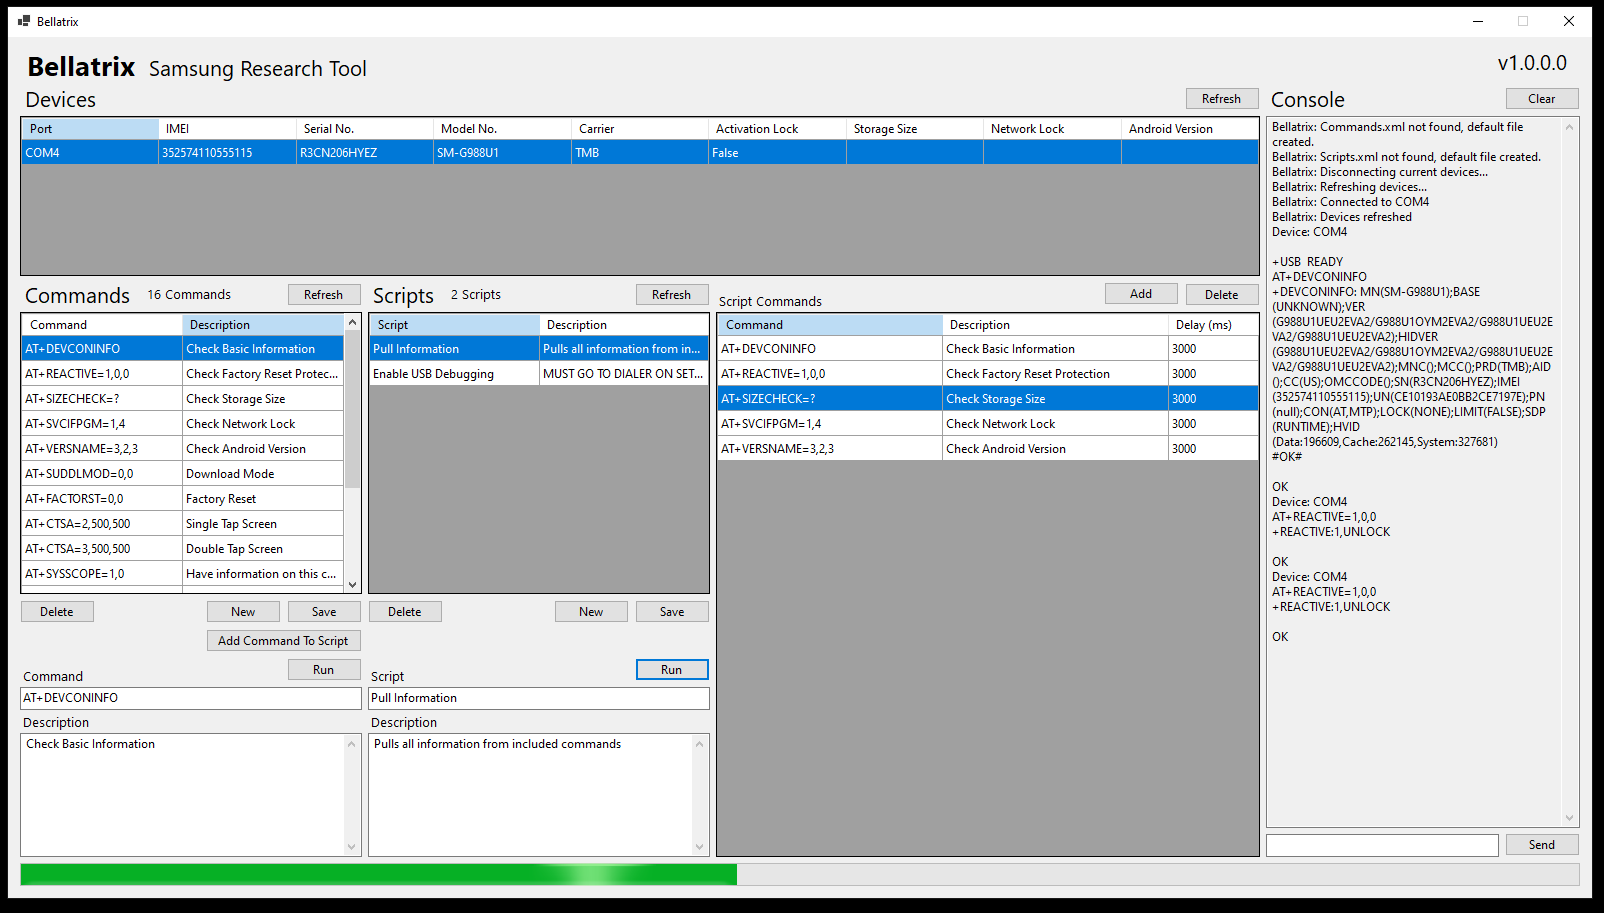 Bellatrix
Bellatrix Samsung Research Tool
v1.0.0.0
Devices
Refresh
Port IMEI Serial No. Model No. Carrier Activation Lock Storage Size Network Lock Android Version
COM4 352574110555115 R3CN206HYEZ SM-G988U1 TMB False
Commands 16 Commands
Refresh
Command Description
AT+DEVCONINFO Check Basic Information
AT+REACTIVE=1,0,0 Check Factory Reset Protec...
AT+SIZECHECK=? Check Storage Size
AT+SVCIFPGM=1,4 Check Network Lock
AT+VERSNAME=3,2,3 Check Android Version
AT+SUDDLMOD=0,0 Download Mode
AT+FACTORST=0,0 Factory Reset
AT+CTSA=2,500,500 Single Tap Screen
AT+CTSA=3,500,500 Double Tap Screen
AT+SYSSCOPE=1,0 Have information on this c...
Delete New Save
Add Command To Script
Run
Command
AT+DEVCONINFO
Description
Check Basic Information
Scripts 2 Scripts
Refresh
Script Description
Pull Information Pulls all information from in...
Enable USB Debugging MUST GO TO DIALER ON SET...
Delete New Save
Run
Script
Pull Information
Description
Pulls all information from included commands
Script Commands
Add Delete
Command Description Delay (ms)
AT+DEVCONINFO Check Basic Information 3000
AT+REACTIVE=1,0,0 Check Factory Reset Protection 3000
AT+SIZECHECK=? Check Storage Size 3000
AT+SVCIFPGM=1,4 Check Network Lock 3000
AT+VERSNAME=3,2,3 Check Android Version 3000
Console
Clear
Bellatrix: Commands.xml not found, default file
created.
Bellatrix: Scripts.xml not found, default file created.
Bellatrix: Disconnecting current devices...
Bellatrix: Refreshing devices...
Bellatrix: Connected to COM4
Bellatrix: Devices refreshed
Device: COM4
+USB READY
AT+DEVCONINFO
+DEVCONINFO: MN(SM-G988U1);BASE
(UNKNOWN);VER
(G988U1UEU2EVA2/G988U1OYM2EVA2/G988U1UEU2E
VA2/G988U1UEU2EVA2);HIDVER
(G988U1UEU2EVA2/G988U1OYM2EVA2/G988U1UEU2E
VA2/G988U1UEU2EVA2);MNC();MCC();PRD(TMB);AID
();CC(US);OMCCODE();SN(R3CN206HYEZ);IMEI
(352574110555115);UN(CE10193AE0BB2CE7197E);PN
(null);CON(AT,MTP);LOCK(NONE);LIMIT(FALSE);SDP
(RUNTIME);HVID
(Data:196609,Cache:262145,System:327681)
#OK#
OK
Device: COM4
AT+REACTIVE=1,0,0
+REACTIVE:1,UNLOCK
OK
Device: COM4
AT+REACTIVE=1,0,0
+REACTIVE:1,UNLOCK
OK
Send